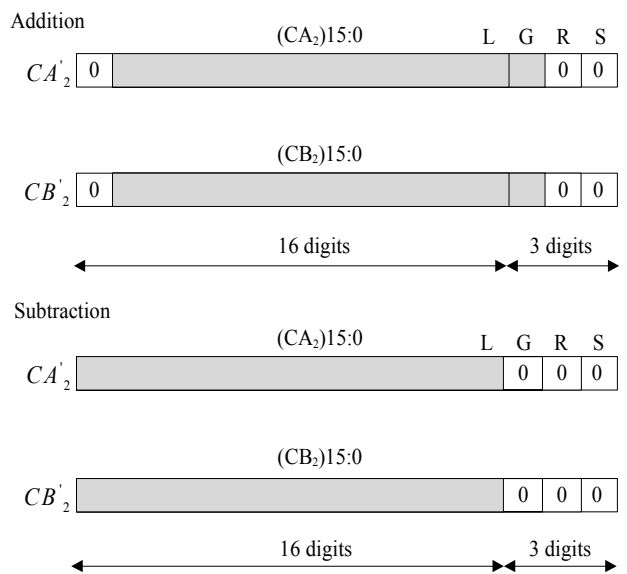 Addition
(CA₂)15:0 L G R S
CA'₂ 0 0 0
(CB₂)15:0
CB'₂ 0 0 0
16 digits 3 digits
Subtraction
(CA₂)15:0 L G R S
CA'₂ 0 0 0
(CB₂)15:0
CB'₂ 0 0 0
16 digits 3 digits